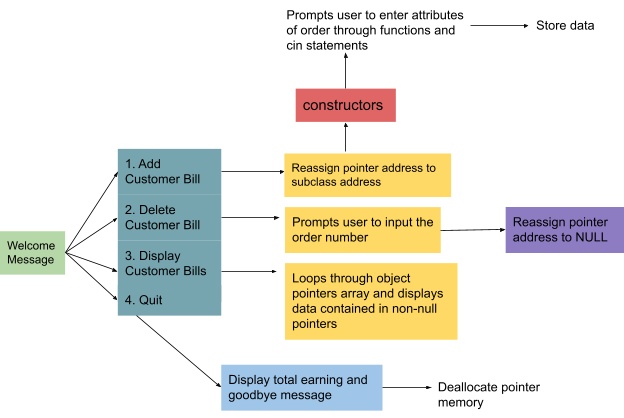 Prompts user to enter attributes
of order through functions and
cin statements
Store data
constructors
1. Add
Customer Bill
Reassign pointer address to
subclass address
2. Delete
Customer Bill
Prompts user to input the
order number
Reassign pointer
address to NULL
Welcome
Message
3. Display
Customer Bills
Loops through object
pointers array and displays
data contained in non-null
pointers
4. Quit
Display total earning and
goodbye message
Deallocate pointer
memory